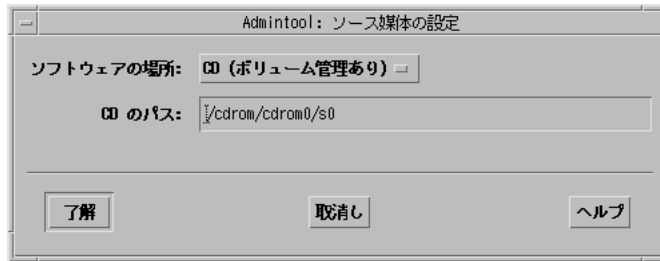 Admintool: ソース媒体の設定
ソフトウェアの場所: CD (ボリューム管理あり)
CD のパス: /cdrom/cdrom0/s0
了解 取消し ヘルプ